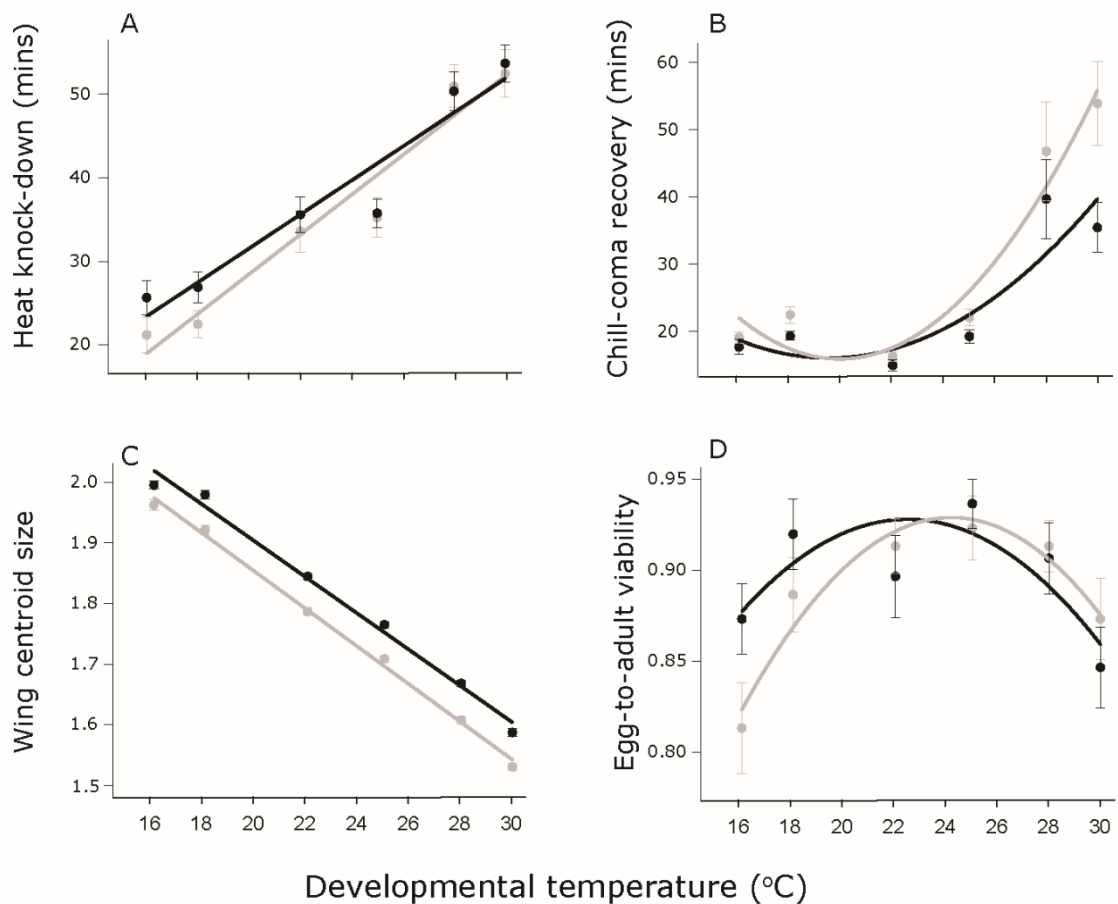 A
Heat knock-down (mins)
50
40
30
20
B
Chill-coma recovery (mins)
60
50
40
30
20
C
Wing centroid size
2.0
1.9
1.8
1.7
1.6
1.5
16 18 20 22 24 26 28 30
D
Egg-to-adult viability
0.95
0.90
0.85
0.80
16 18 20 22 24 26 28 30
Developmental temperature (°C)